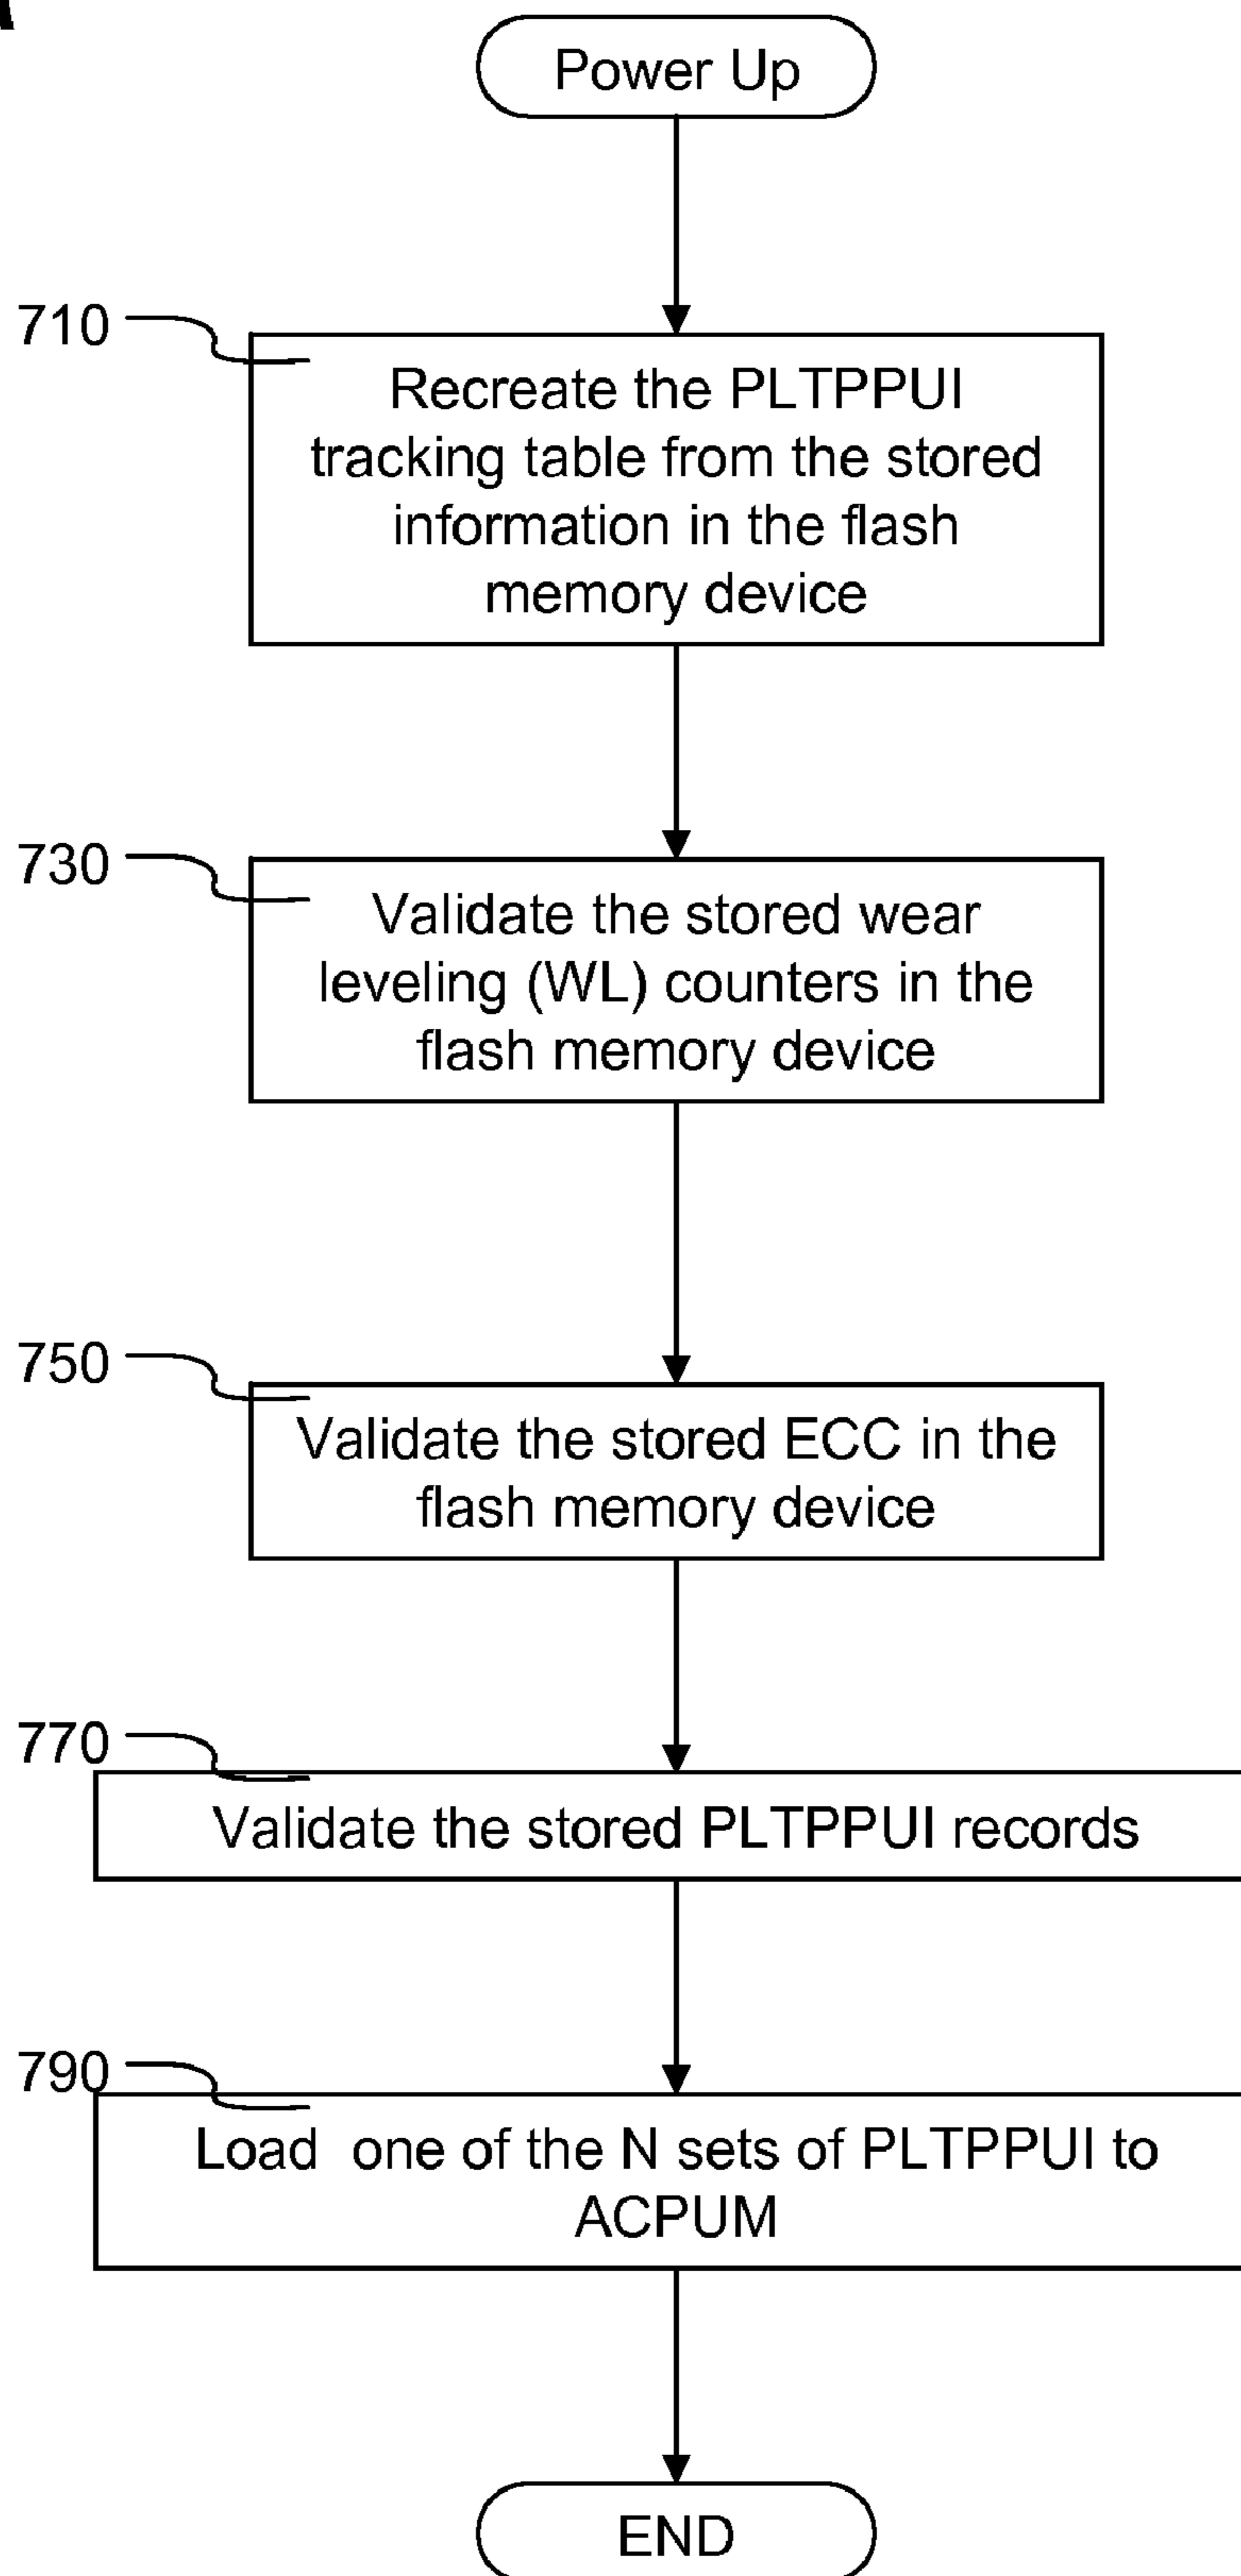 Power Up
710
Recreate the PLTPPUI
tracking table from the stored
information in the flash
memory device
730
Validate the stored wear
leveling (WL) counters in the
flash memory device
750
Validate the stored ECC in the
flash memory device
770
Validate the stored PLTPPUI records
790
Load one of the N sets of PLTPPUI to
ACPUM
END